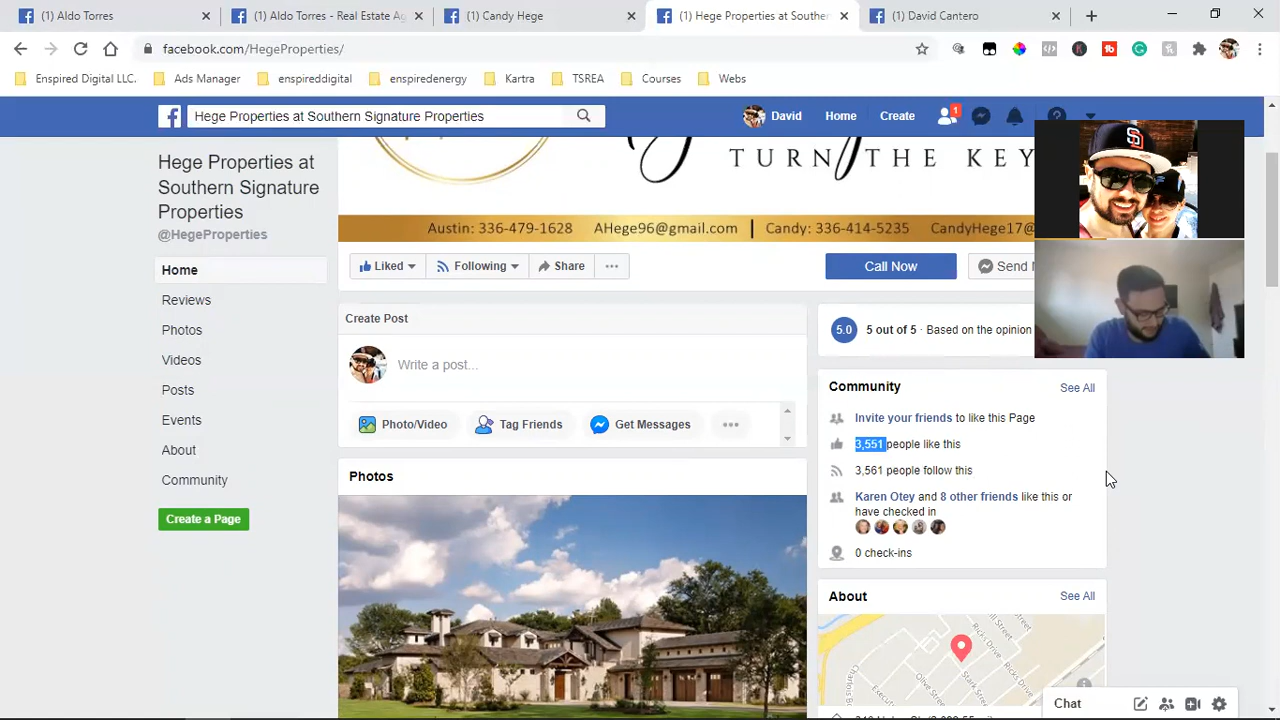 (1) Aldo Torres
(1) Aldo Torres - Real Estate Ag
(1) Candy Hege
(1) Hege Properties at Southern
(1) David Cantero
facebook.com/HegeProperties/
Enspired Digital LLC.
Ads Manager
enspireddigital
enspiredenergy
Kartra
TSREA
Courses
Webs
Hege Properties at Southern Signature Properties
David
Home
Create
1
Hege Properties at
Southern Signature
Properties
@HegeProperties
Home
Reviews
Photos
Videos
Posts
Events
About
Community
Create a Page
TURN THE KEY
Austin: 336-479-1628 AHege96@gmail.com | Candy: 336-414-5235 CandyHege17@
Liked
Following
Share
Call Now
Create Post
Write a post...
Photo/Video
Tag Friends
Get Messages
Photos
5.0
5 out of 5 · Based on the opinion
Community
See All
Invite your friends to like this Page
3,551 people like this
3,561 people follow this
Karen Otey and 8 other friends like this or
have checked in
0 check-ins
About
See All
Chat